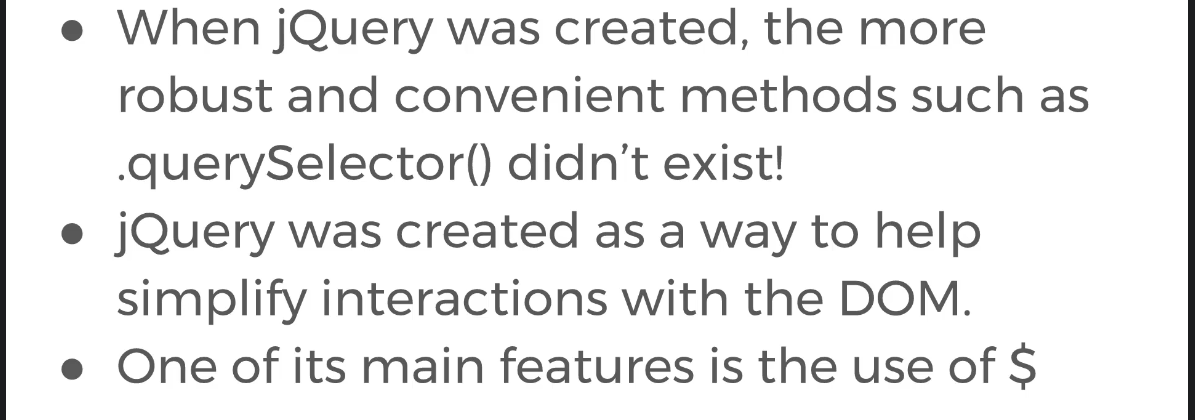 ● When jQuery was created, the more
robust and convenient methods such as
.querySelector() didn’t exist!
● jQuery was created as a way to help
simplify interactions with the DOM.
● One of its main features is the use of $